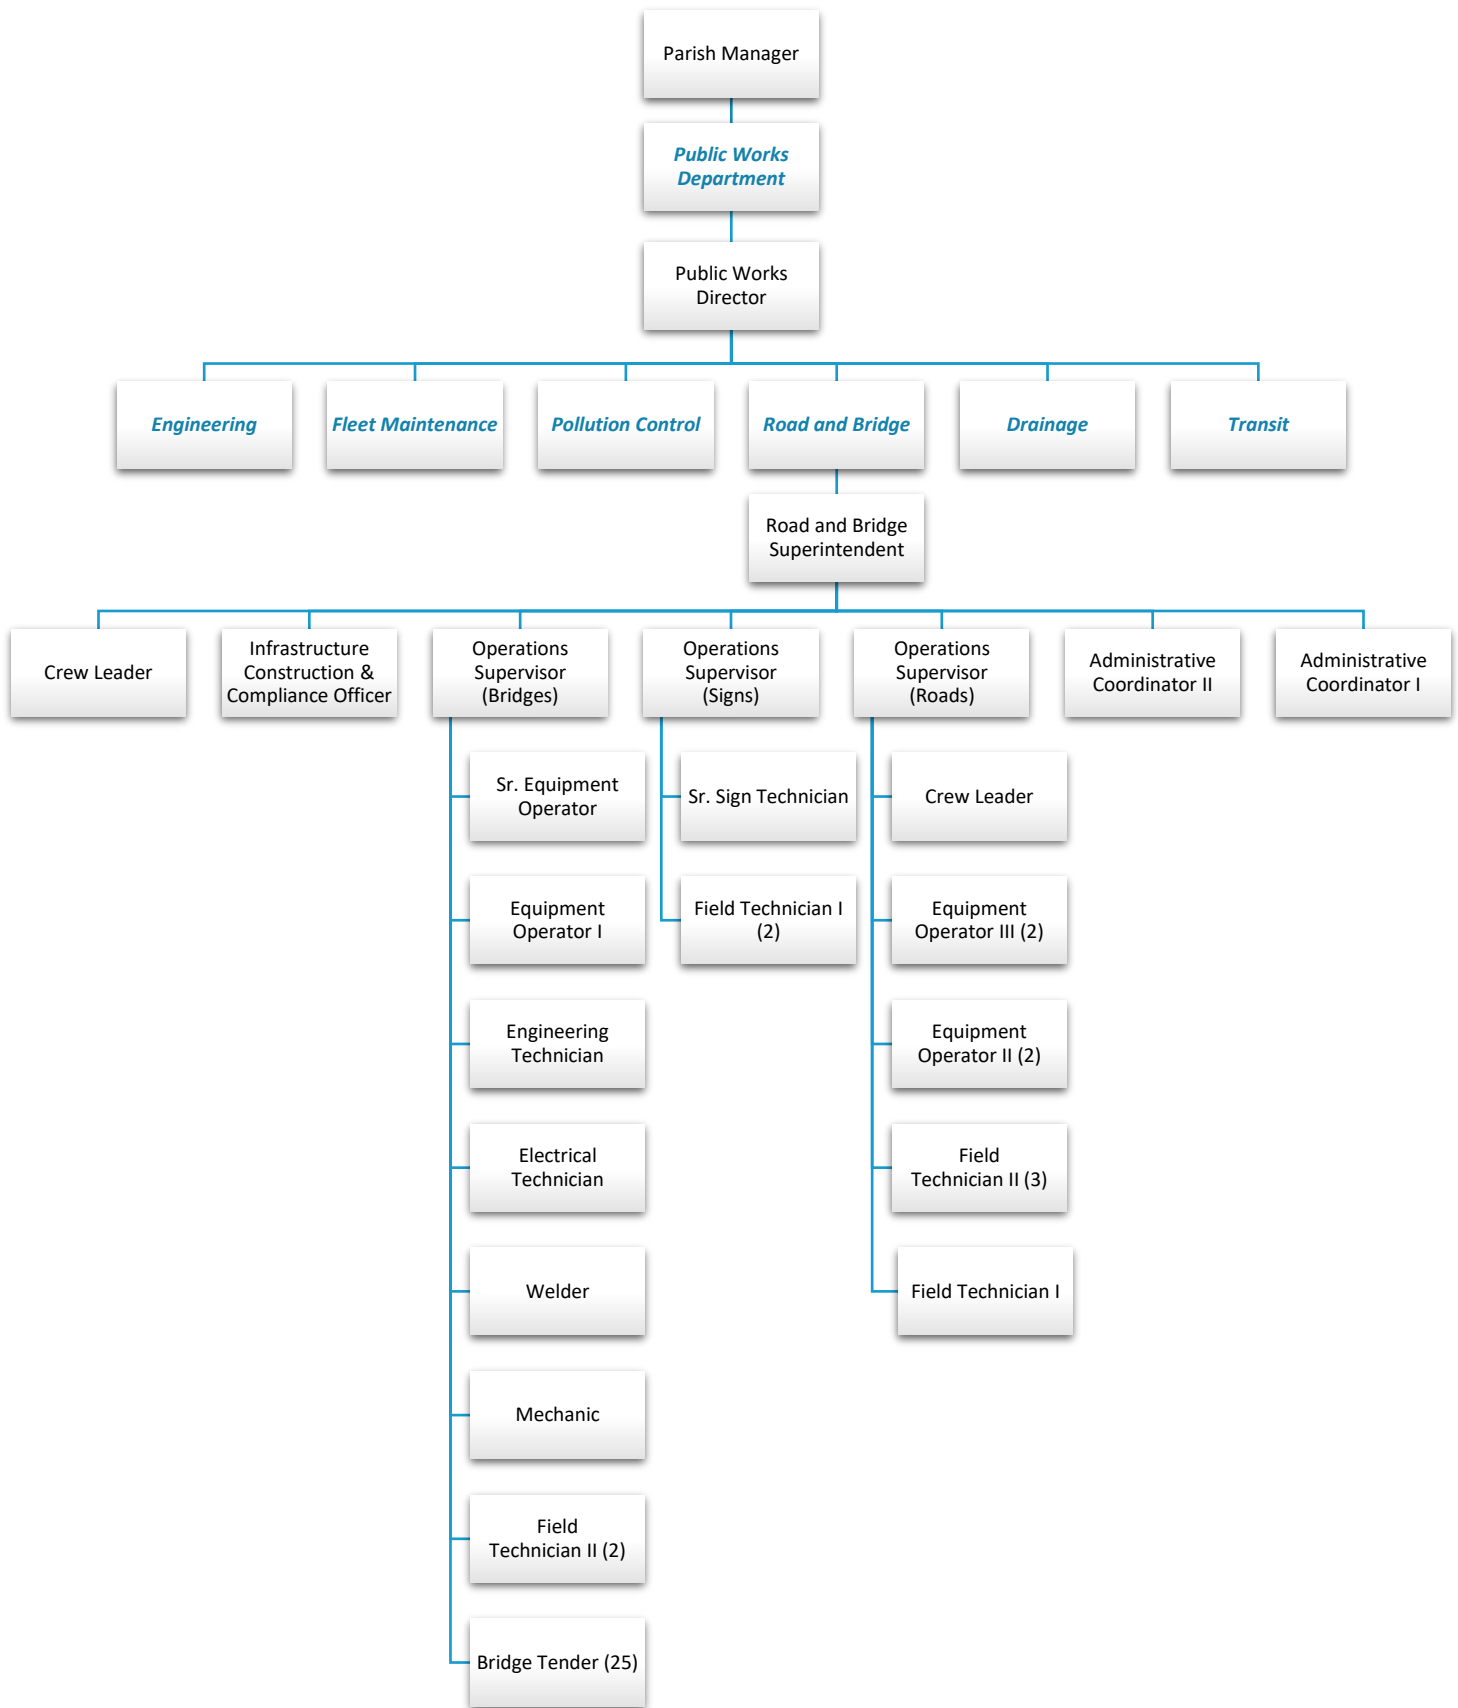 Parish Manager
Public Works
Department
Public Works
Director
Engineering
Fleet Maintenance
Pollution Control
Road and Bridge
Drainage
Transit
Road and Bridge
Superintendent
Crew Leader
Infrastructure
Construction &
Compliance Officer
Operations
Supervisor
(Bridges)
Operations
Supervisor
(Signs)
Operations
Supervisor
(Roads)
Administrative
Coordinator II
Administrative
Coordinator I
Sr. Equipment
Operator
Equipment
Operator I
Engineering
Technician
Electrical
Technician
Welder
Mechanic
Field
Technician II (2)
Bridge Tender (25)
Sr. Sign Technician
Field Technician I
(2)
Crew Leader
Equipment
Operator III (2)
Equipment
Operator II (2)
Field
Technician II (3)
Field Technician I